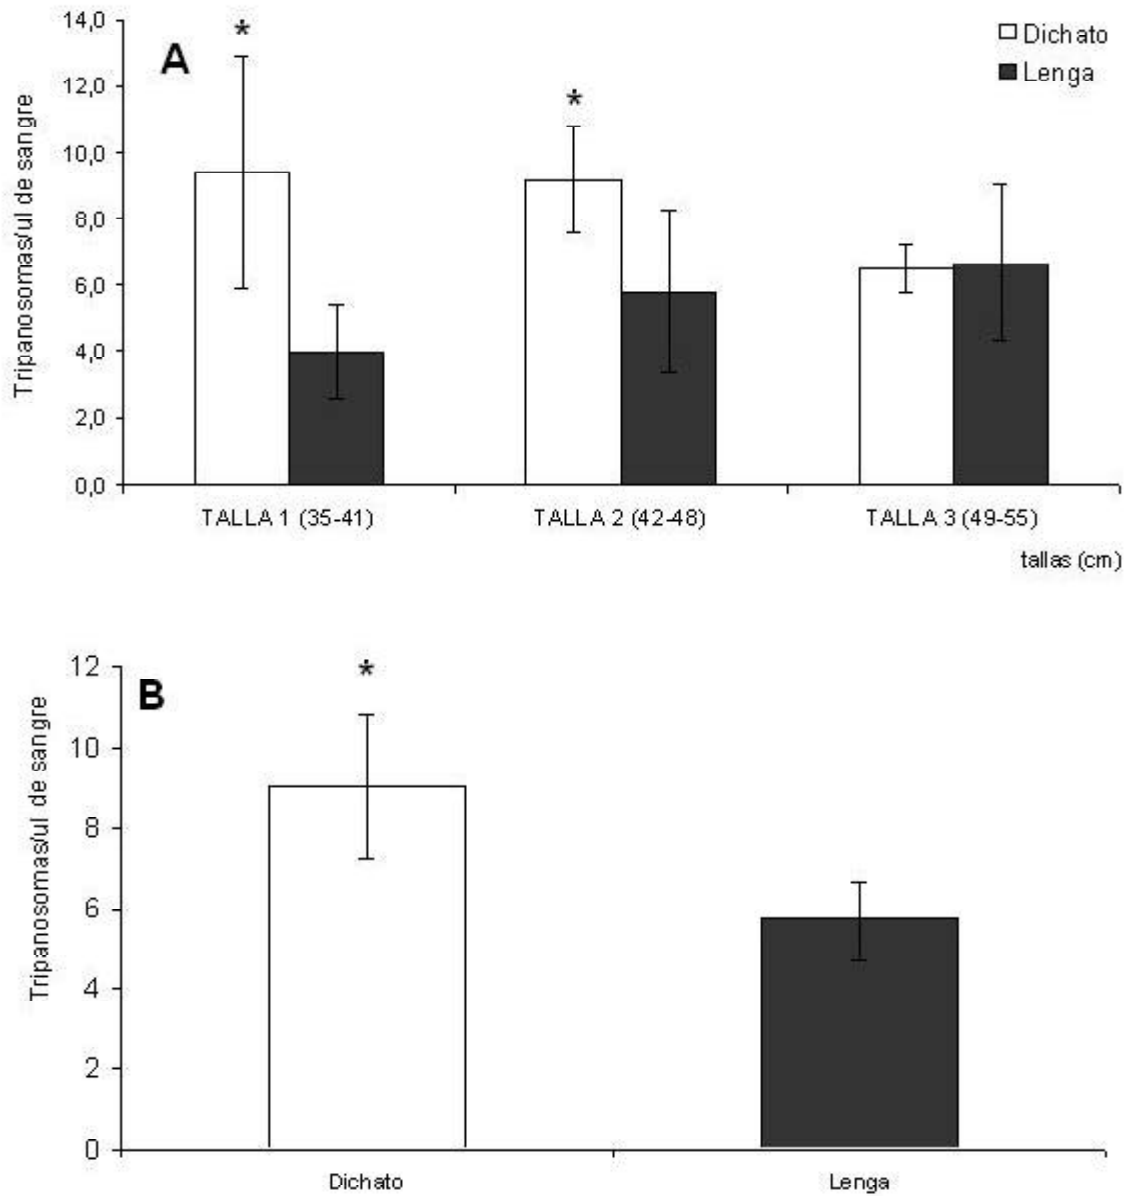 A
Tripanosomas/ul de sangre
14,0
12,0
10,0
8,0
6,0
4,0
2,0
0,0
*
*
Dichato
Lenga
TALLA 1 (35-41)
TALLA 2 (42-48)
TALLA 3 (49-55)
tallas (cm)
B
Tripanosomas/ul de sangre
12
10
8
6
4
2
0
*
Dichato
Lenga